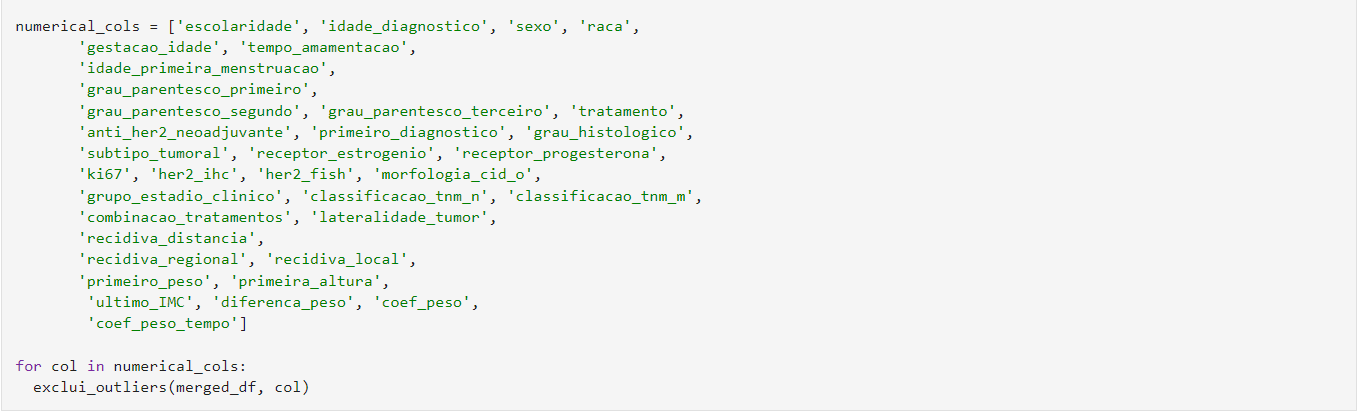 numerical_cols = ['escolaridade', 'idade_diagnostico', 'sexo', 'raca',
       'gestacao_idade', 'tempo_amamentacao',
       'idade_primeira_menstruacao',
       'grau_parentesco_primeiro',
       'grau_parentesco_segundo', 'grau_parentesco_terceiro', 'tratamento',
       'anti_her2_neoadjuvante', 'primeiro_diagnostico', 'grau_histologico',
       'subtipo_tumoral', 'receptor_estrogenio', 'receptor_progesterona',
       'ki67', 'her2_ihc', 'her2_fish', 'morfologia_cid_o',
       'grupo_estadio_clinico', 'classificacao_tnm_n', 'classificacao_tnm_m',
       'combinacao_tratamentos', 'lateralidade_tumor',
       'recidiva_distancia',
       'recidiva_regional', 'recidiva_local',
       'primeiro_peso', 'primeira_altura',
        'ultimo_IMC', 'diferenca_peso', 'coef_peso',
        'coef_peso_tempo']
for col in numerical_cols:
  exclui_outliers(merged_df, col)